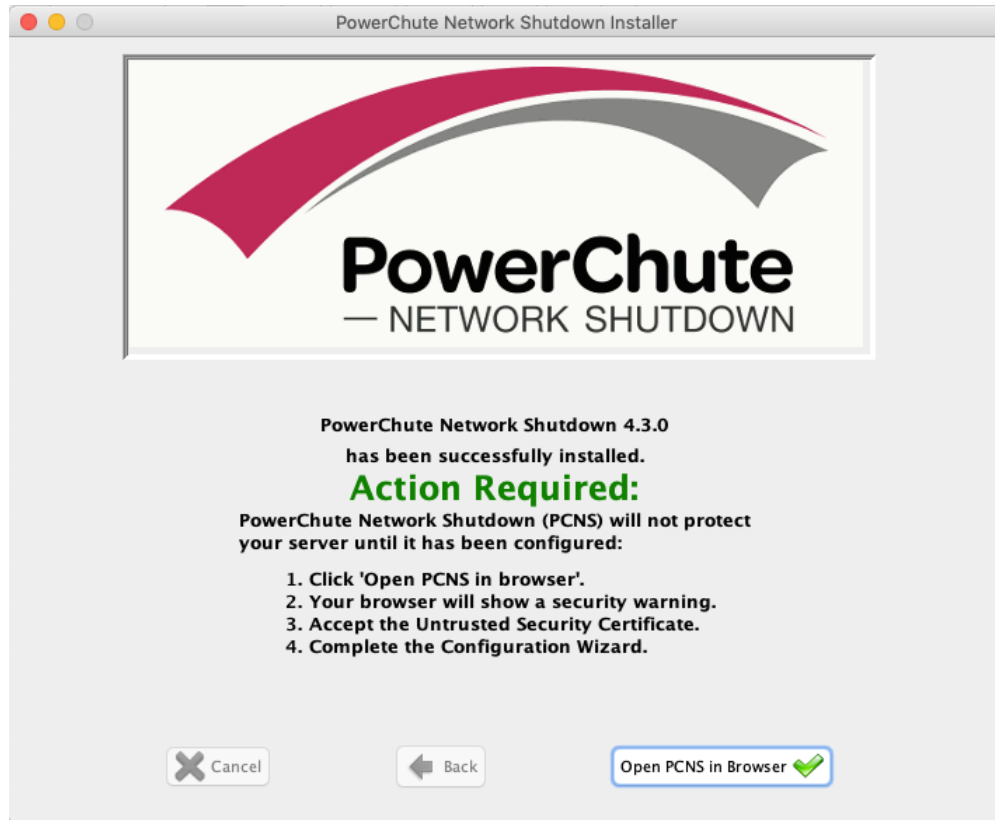 PowerChute Network Shutdown Installer
PowerChute
— NETWORK SHUTDOWN
PowerChute Network Shutdown 4.3.0
has been successfully installed.
Action Required:
PowerChute Network Shutdown (PCNS) will not protect
your server until it has been configured:
1. Click 'Open PCNS in browser'.
2. Your browser will show a security warning.
3. Accept the Untrusted Security Certificate.
4. Complete the Configuration Wizard.
Cancel
Back
Open PCNS in Browser